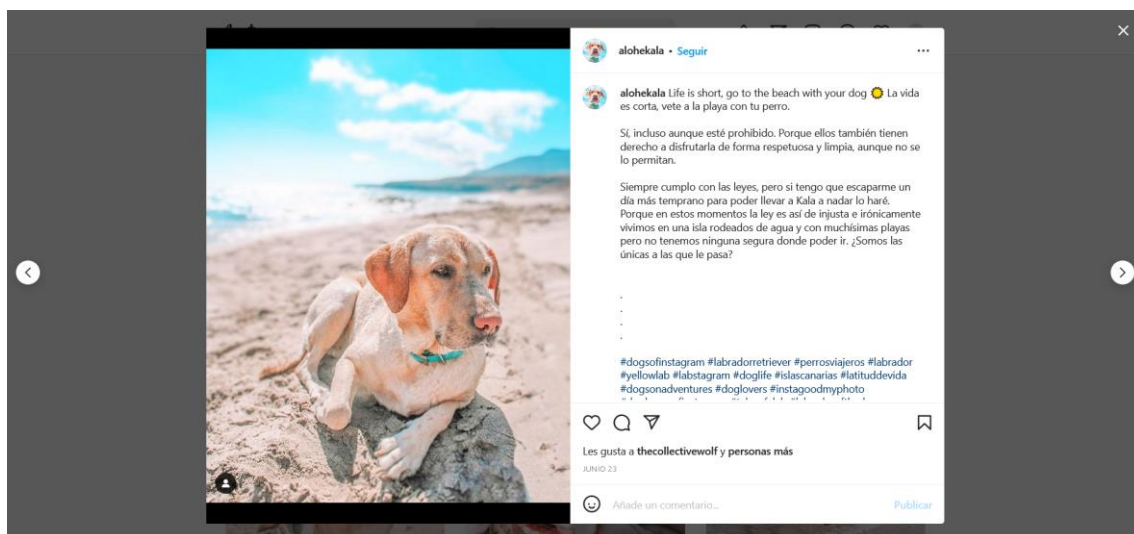 alohekala • Seguir
alohekala Life is short, go to the beach with your dog 🌞 La vida
es corta, vete a la playa con tu perro.
Sí, incluso aunque esté prohibido. Porque ellos también tienen
derecho a disfrutarla de forma respetuosa y limpia, aunque no se
lo permitan.
Siempre cumplo con las leyes, pero si tengo que escaparme un
día más temprano para poder llevar a Kala a nadar lo haré.
Porque en estos momentos la ley es así de injusta e irónicamente
vivimos en una isla rodeados de agua y con muchísimas playas
pero no tenemos ninguna segura donde poder ir. ¿Somos las
únicas a las que le pasa?
.
.
.
.
#dogsofinstagram #labradorretriever #perrosviajeros #labrador
#yellowlab #labstagram #doglife #islascanarias #latituddevida
#dogsonadventures #doglovers #instagoodmyphoto
Les gusta a thecollectivewolf y personas más
JUNIO 23
Añade un comentario...
Publicar